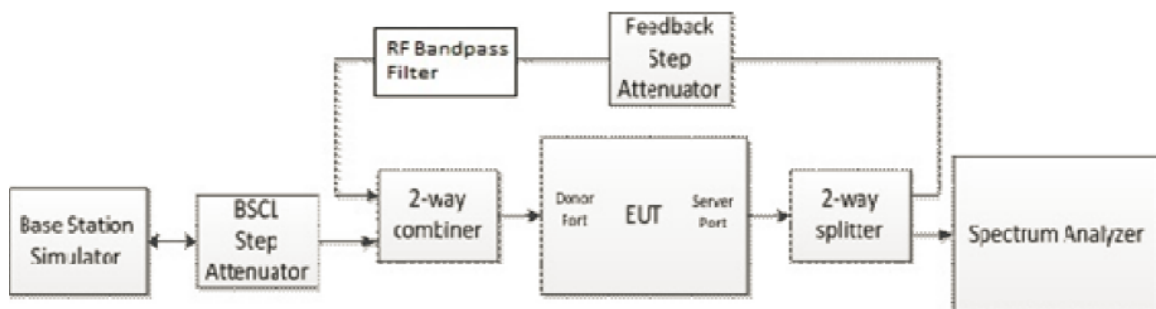 RF Bandpass
Filter
Feedback
Step
Attenuator
Base Station
Simulator
BSCL
Step
Attenuator
2-way
combiner
Donor
Port
EUT
Server
Port
2-way
splitter
Spectrum Analyzer